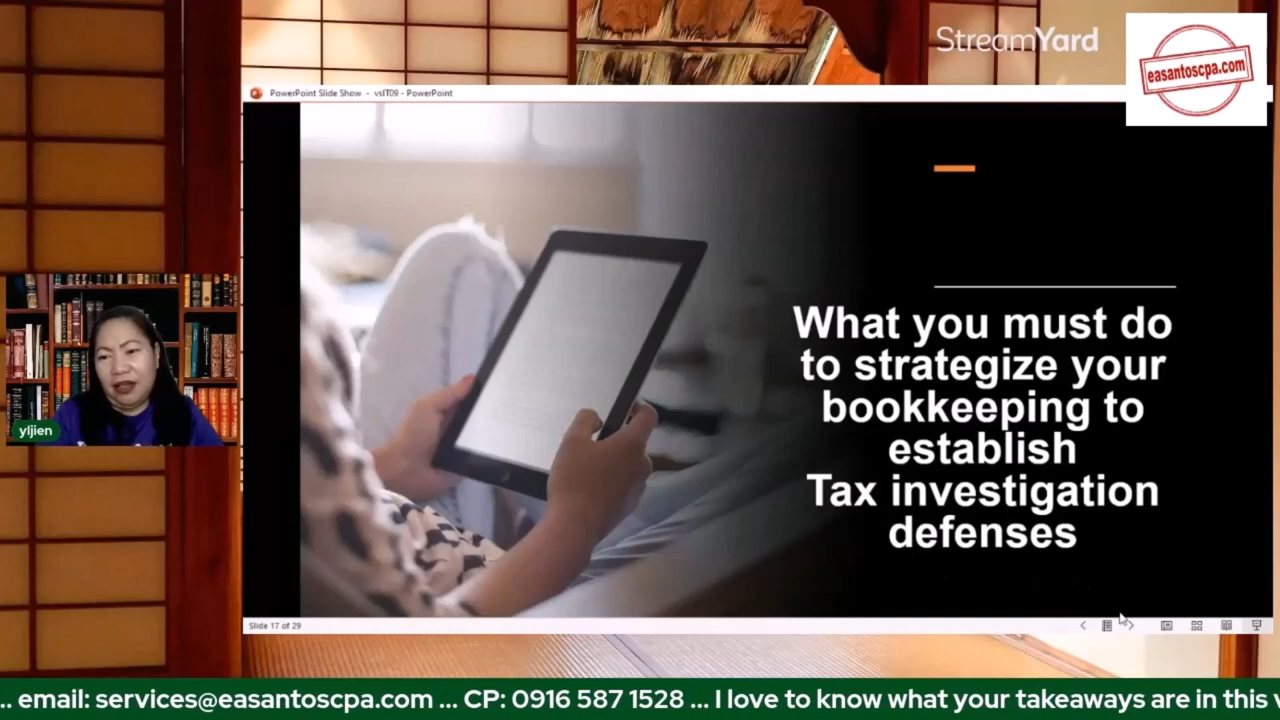 StreamYard
easantoscpa.com
PowerPoint Slide Show - vsIT09 - PowerPoint
What you must do
to strategize your
bookkeeping to
establish
Tax investigation
defenses
yljien
Slide 17 of 29
.. email: services@easantoscpa.com ... CP: 0916 587 1528 ... I love to know what your takeaways are in this v